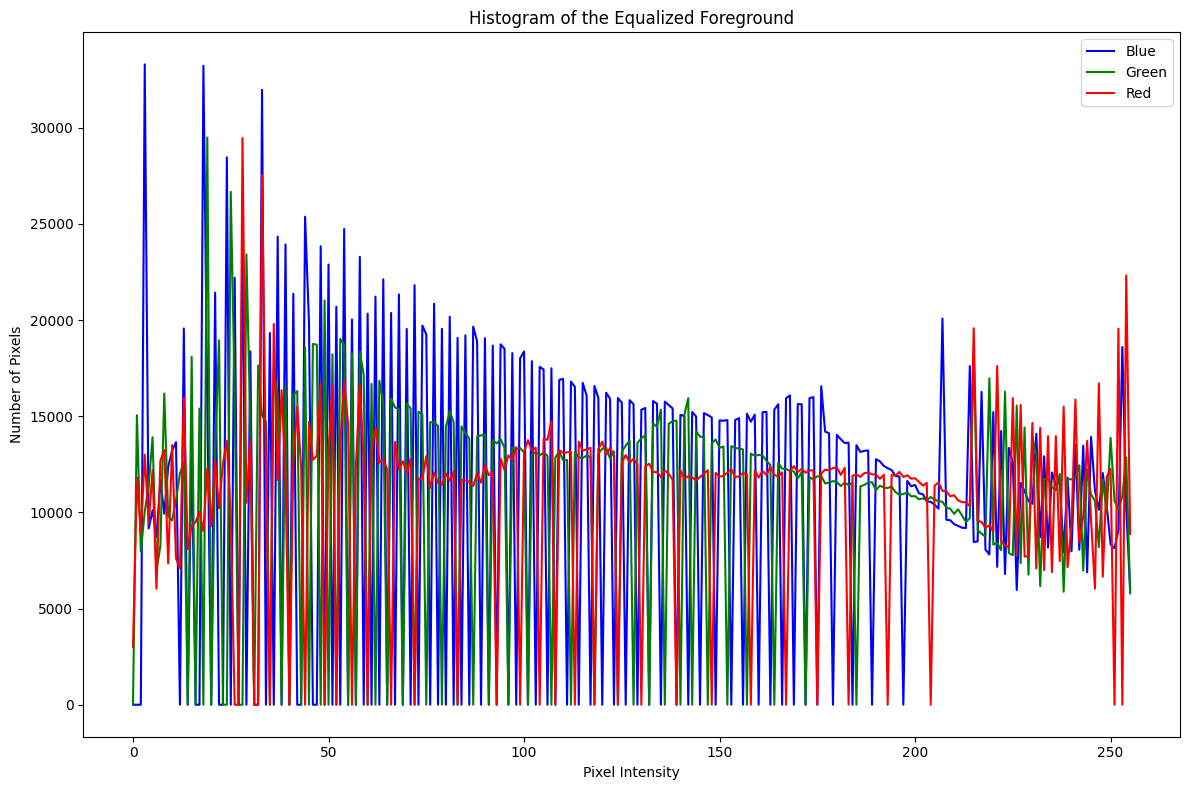 Histogram of the Equalized Foreground
Blue
Green
Red
30000
25000
20000
15000
10000
5000
0
Number of Pixels
0 50 100 150 200 250
Pixel Intensity